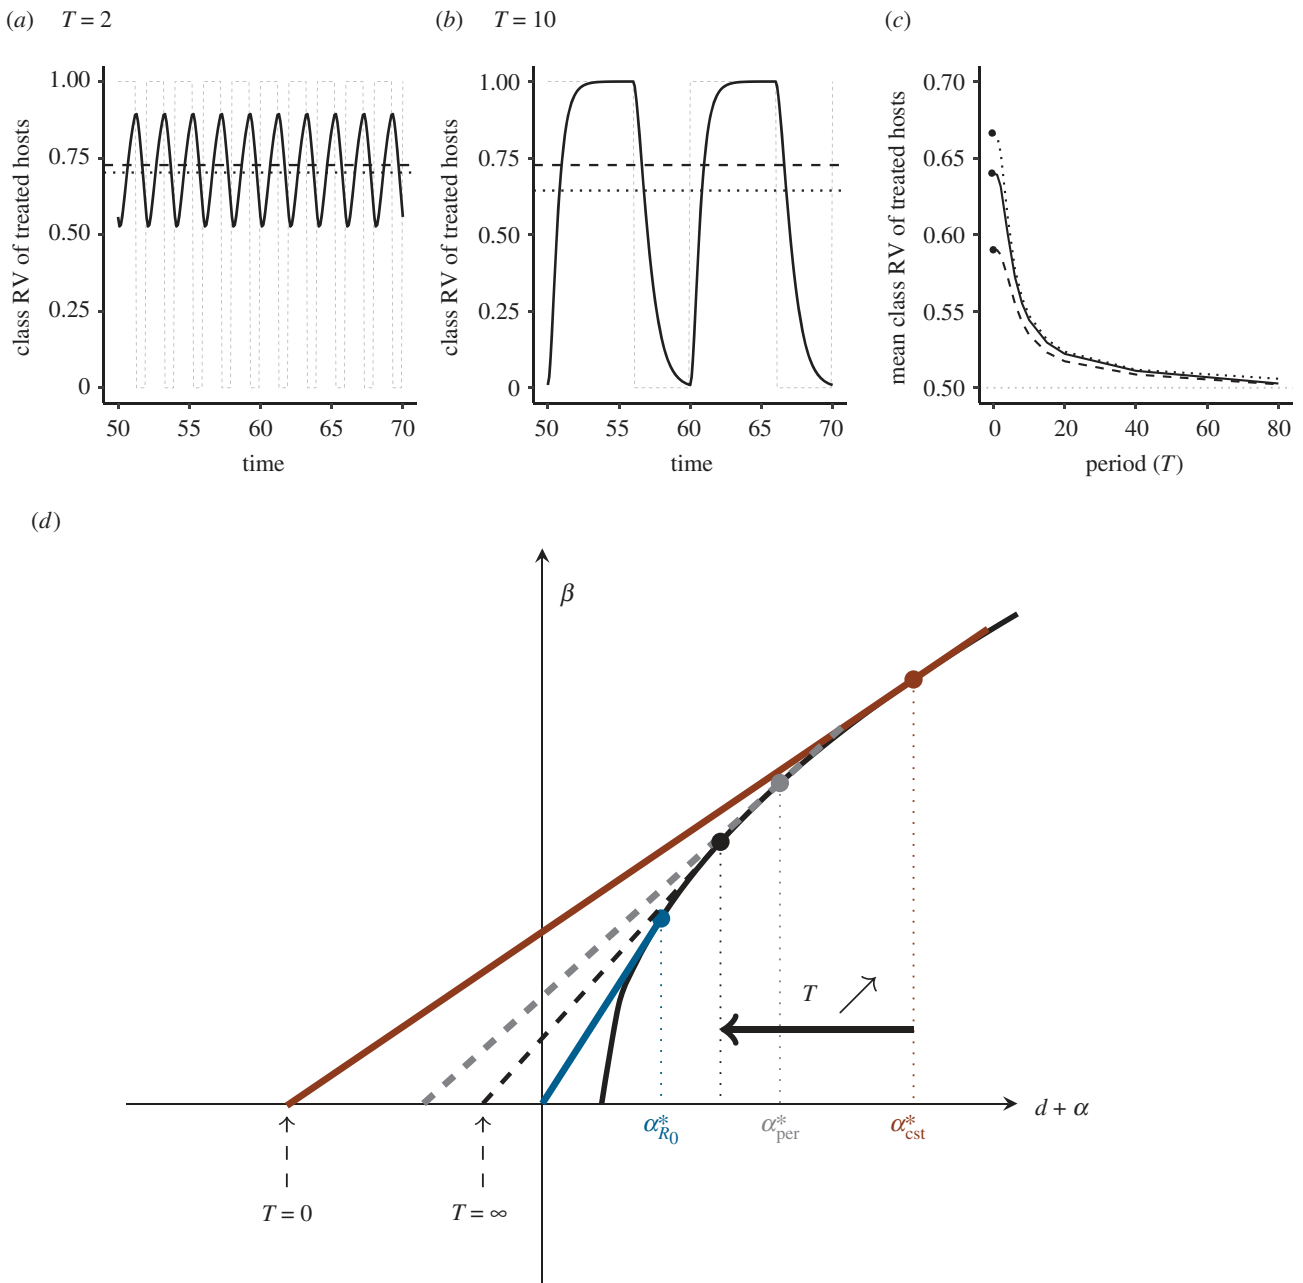 (a) T = 2
class RV of treated hosts
1.00
0.75
0.50
0.25
0
50 55 60 65 70
time
(b) T = 10
class RV of treated hosts
1.00
0.75
0.50
0.25
0
50 55 60 65 70
time
(c)
mean class RV of treated hosts
0.70
0.65
0.60
0.55
0.50
0 20 40 60 80
period (T)
(d)
β
T
d + α
α*R0 α*per α*cst
T = 0 T = ∞